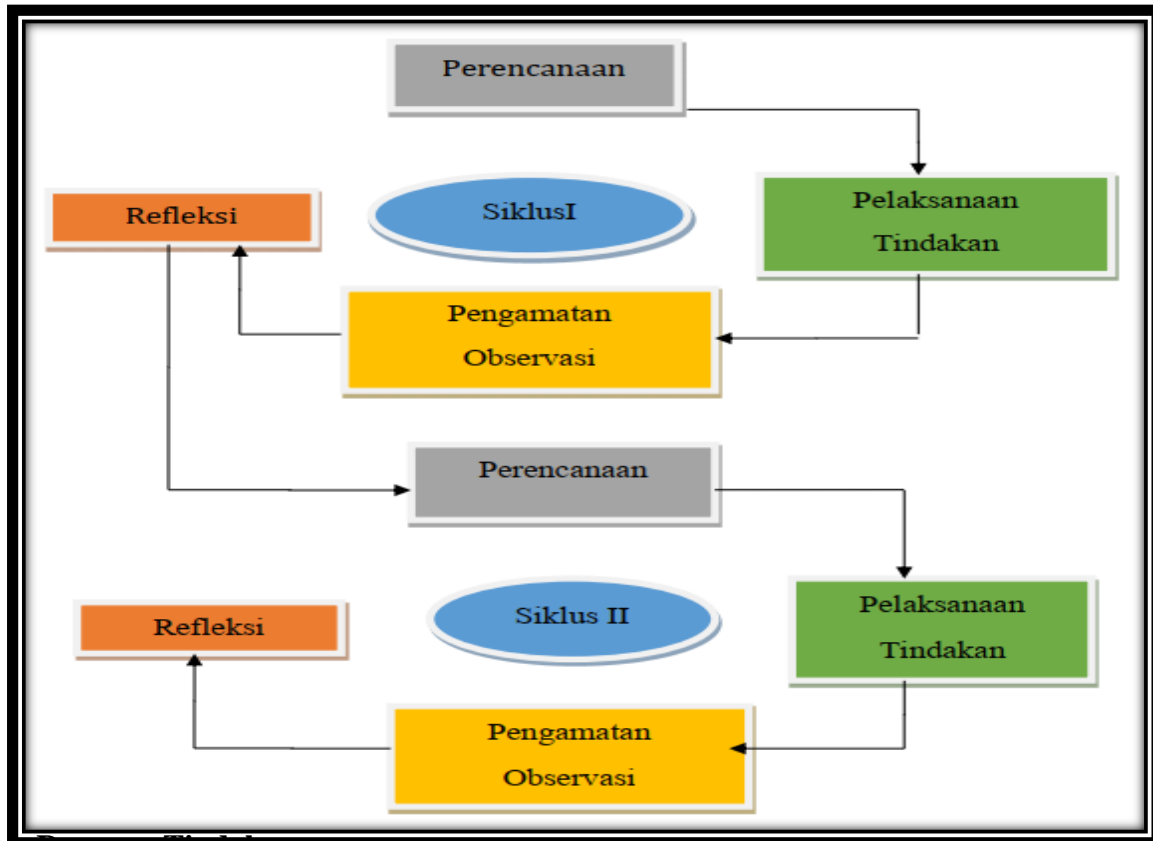 Perencanaan
Refleksi
SiklusI
Pelaksanaan
Tindakan
Pengamatan
Observasi
Perencanaan
Refleksi
Siklus II
Pelaksanaan
Tindakan
Pengamatan
Observasi